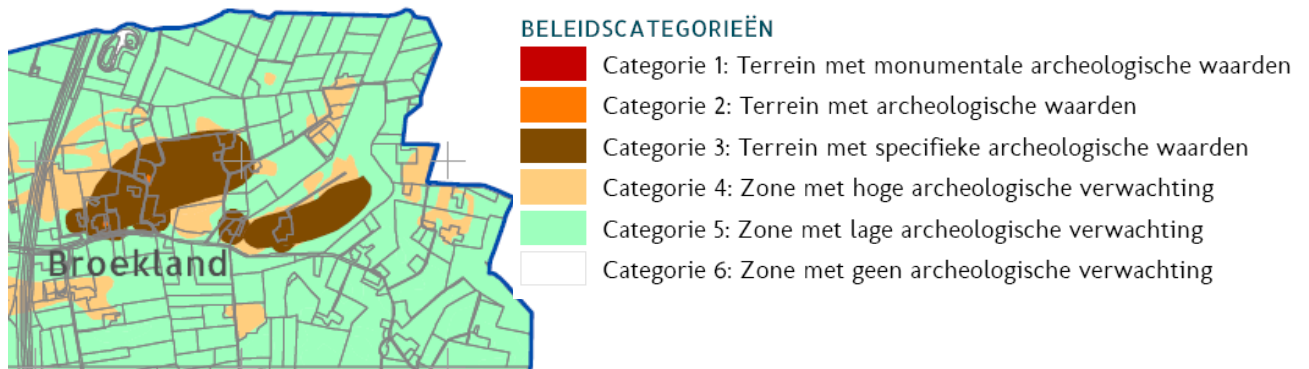 BELEIDSCATEGORIEËN
Categorie 1: Terrein met monumentale archeologische waarden
Categorie 2: Terrein met archeologische waarden
Categorie 3: Terrein met specifieke archeologische waarden
Categorie 4: Zone met hoge archeologische verwachting
Categorie 5: Zone met lage archeologische verwachting
Categorie 6: Zone met geen archeologische verwachting
Broekland